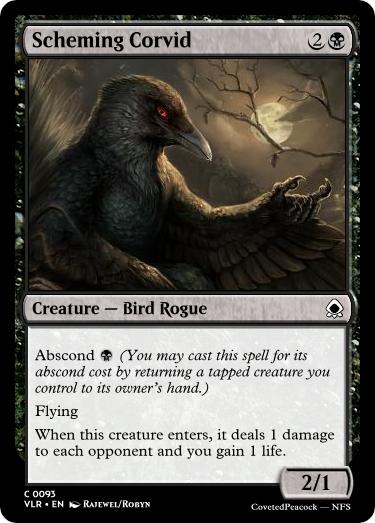 Scheming Corvid 2
Creature — Bird Rogue
Abscond (You may cast this spell for its
abscond cost by returning a tapped creature you
control to its owner's hand.)
Flying
When this creature enters, it deals 1 damage
to each opponent and you gain 1 life.
2/1
C 0093
VLR • EN Rajewel/Robyn
CovetedPeacock — NFS